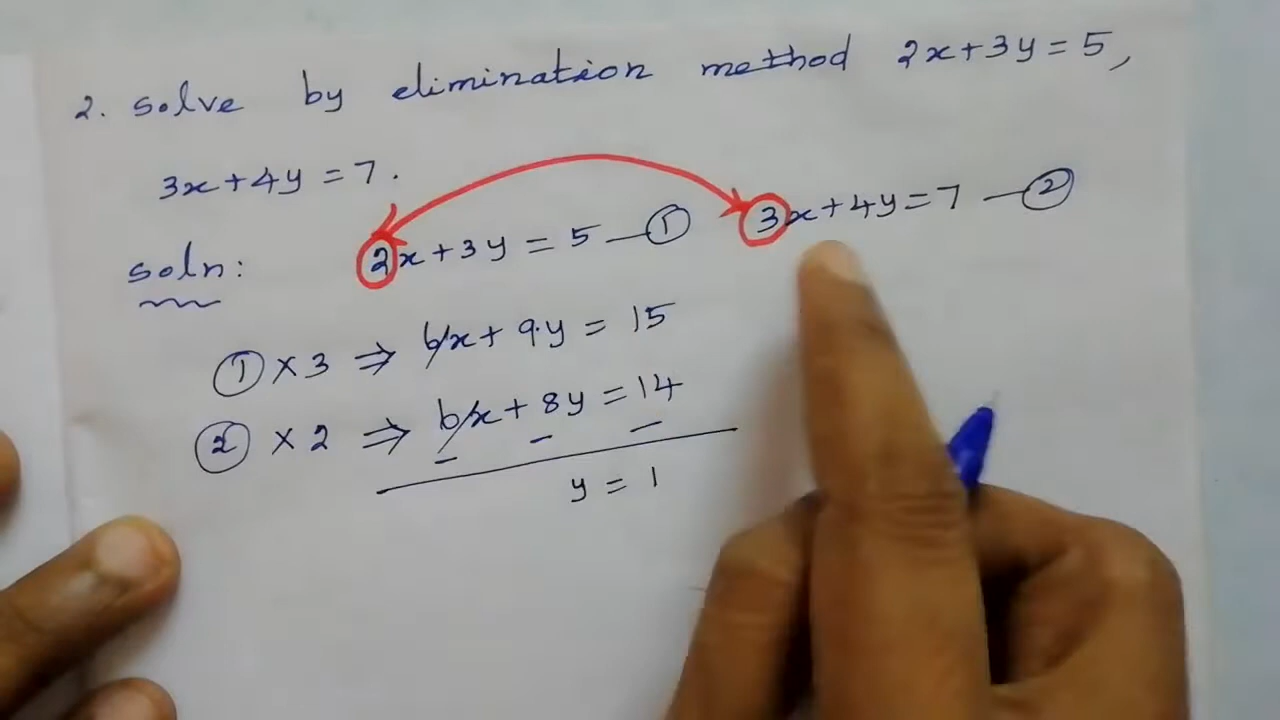 2. solve by elimination method 2x+3y=5,
3x+4y=7.
soln: 2x+3y=5—① 3x+4y=7—②
①×3 ⇒ 6x+9y=15
②×2 ⇒ 6x+8y=14
- - -
y=1